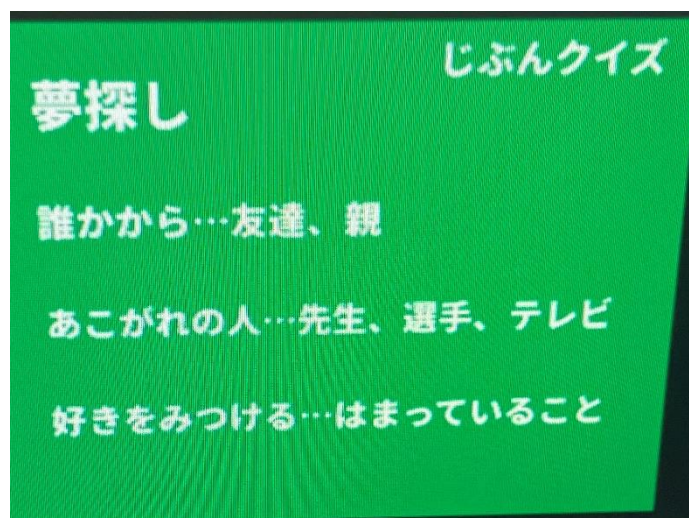 じぶんクイズ
夢探し
誰かから…友達、親
あこがれの人…先生、選手、テレビ
好きをみつける…はまっていること